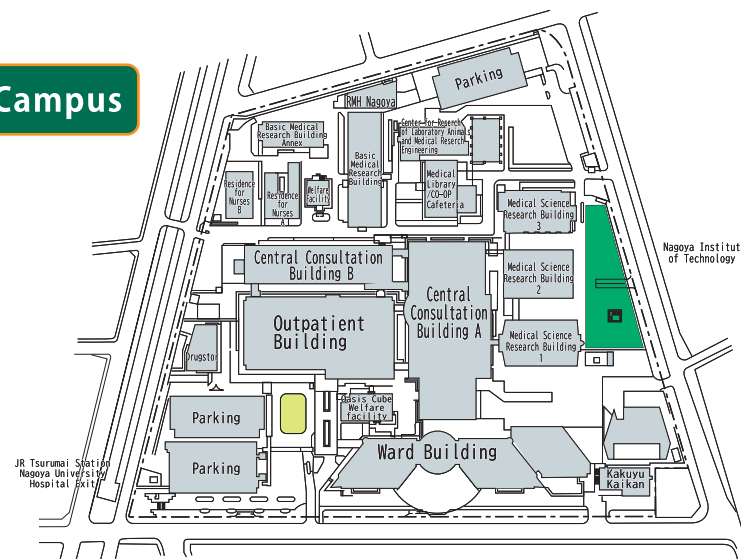 Campus
Parking
RMH Nagoya
Center For Reserch
of Laboratory Animals
and Medical Reserch
Engineering
Basic Medical
Research Building
Annex
Basic
Medical
Research
Building
Medical
Library
/CO-OP
Cafeteria
Residence
for
Nurses
B
Residence
for
Nurses
A
Welfare
facility
Medical Science
Research Building
3
Nagoya Institut
of Technology
Central Consultation
Building B
Medical Science
Research Building
2
Central
Consultation
Building A
Outpatient
Building
Medical Science
Research Building
1
Drugstor
Oasis Cube
Welfare
facility
Parking
Ward Building
Parking
JR Tsurumai Station
Nagoya University
Hospital Exit
Kakuyu
Kaikan